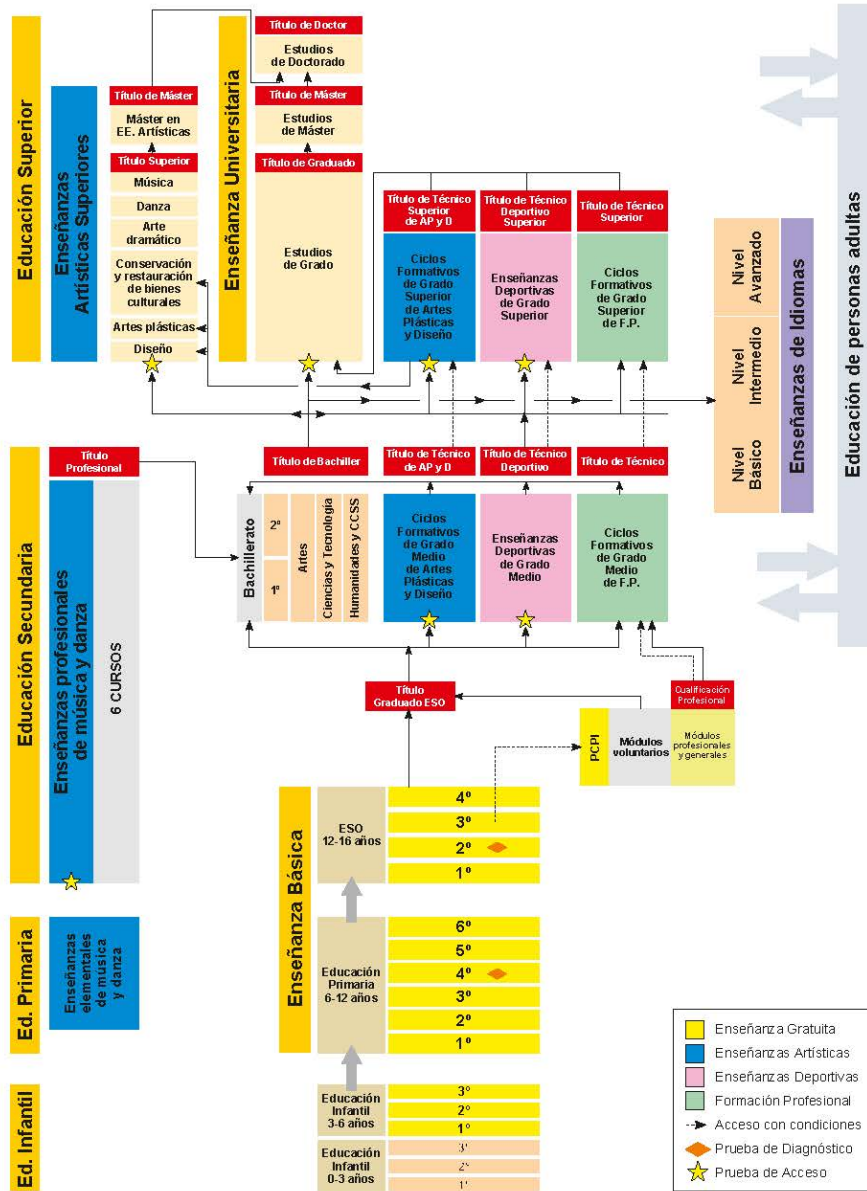 Educación Superior
Enseñanzas
Artísticas Superiores
Título de Máster
Máster en
EE. Artísticas
Título Superior
Música
Danza
Arte
dramático
Conservación
y restauración
de bienes
culturales
Artes plásticas
Diseño
Enseñanza Universitaria
Título de Doctor
Estudios
de Doctorado
Título de Máster
Estudios
de Máster
Título de Graduado
Estudios
de Grado
Título de Técnico
Superior
de AP y D
Ciclos
Formativos
de Grado
Superior
de Artes
Plásticas
y Diseño
Título de Técnico
Deportivo
Superior
Enseñanzas
Deportivas
de Grado
Superior
Título de Técnico
Superior
Ciclos
Formativos
de Grado
Superior
de F.P.
Nivel
Avanzado
Nivel
Intermedio
Nivel
Básico
Enseñanzas de Idiomas
Educación de personas adultas
Educación Secundaria
Enseñanzas profesionales
de música y danza
Título
Profesional
6 CURSOS
Título de Bachiller
Bachillerato
2º
1º
Artes
Ciencias y Tecnología
Humanidades y CCSS
Título de Técnico
de AP y D
Ciclos
Formativos
de Grado
Medio
de Artes
Plásticas
y Diseño
Título de Técnico
Deportivo
Enseñanzas
Deportivas
de Grado
Medio
Título de Técnico
Ciclos
Formativos
de Grado
Medio
de F.P.
Título
Graduado ESO
Cualificación
Profesional
PCPI
Módulos
voluntarios
Módulos
profesionales
y generales
Enseñanza Básica
ESO
12-16 años
4º
3º
2º
1º
Ed. Primaria
Enseñanzas
elementales
de musica
y danza
Educación
Primaria
6-12 años
6º
5º
4º
3º
2º
1º
Ed. Infantil
Educación
Infantil
3-6 años
3º
2º
1º
Educación
Infantil
0-3 años
3º
2º
1º
Enseñanza Gratuita
Enseñanzas Artísticas
Enseñanzas Deportivas
Formación Profesional
Acceso con condiciones
Prueba de Diagnóstico
Prueba de Acceso